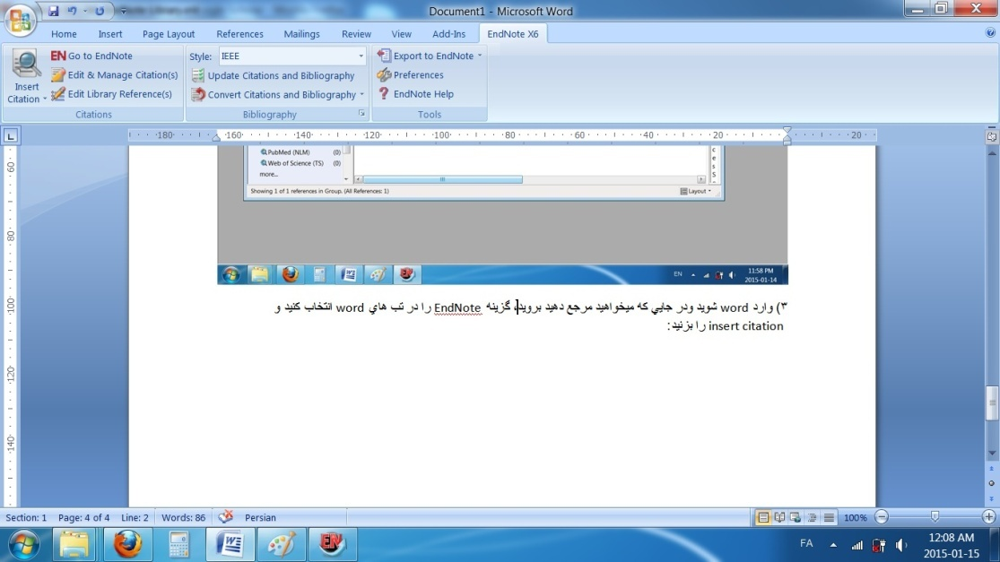 Document1 - Microsoft Word
Home Insert Page Layout References Mailings Review View Add-Ins EndNote X6
Insert Citation
EN Go to EndNote
Edit & Manage Citation(s)
Edit Library Reference(s)
Citations
Style: IEEE
Update Citations and Bibliography
Convert Citations and Bibliography
Bibliography
Export to EndNote
Preferences
EndNote Help
Tools
L ·180· ·160· ·140· ·120· ·100· ·80· ·60· ·40· ·20· ·20·
·60· ·80· ·100· ·120· ·140·
PubMed (NLM) (0)
Web of Science (TS) (0)
more...
c
e
s
S
Showing 1 of 1 references in Group. (All References: 1)
Layout
EN 11:58 PM
2015-01-14
۳) وارد word شويد ودر جايي که ميخواهيد مرجع دهيد برويد، گزينه EndNote را در تب هاي word انتخاب کنيد و
insert citation را بزنيد:
Section: 1 Page: 4 of 4 Line: 2 Words: 86 Persian 100%
EN FA 12:08 AM
2015-01-15